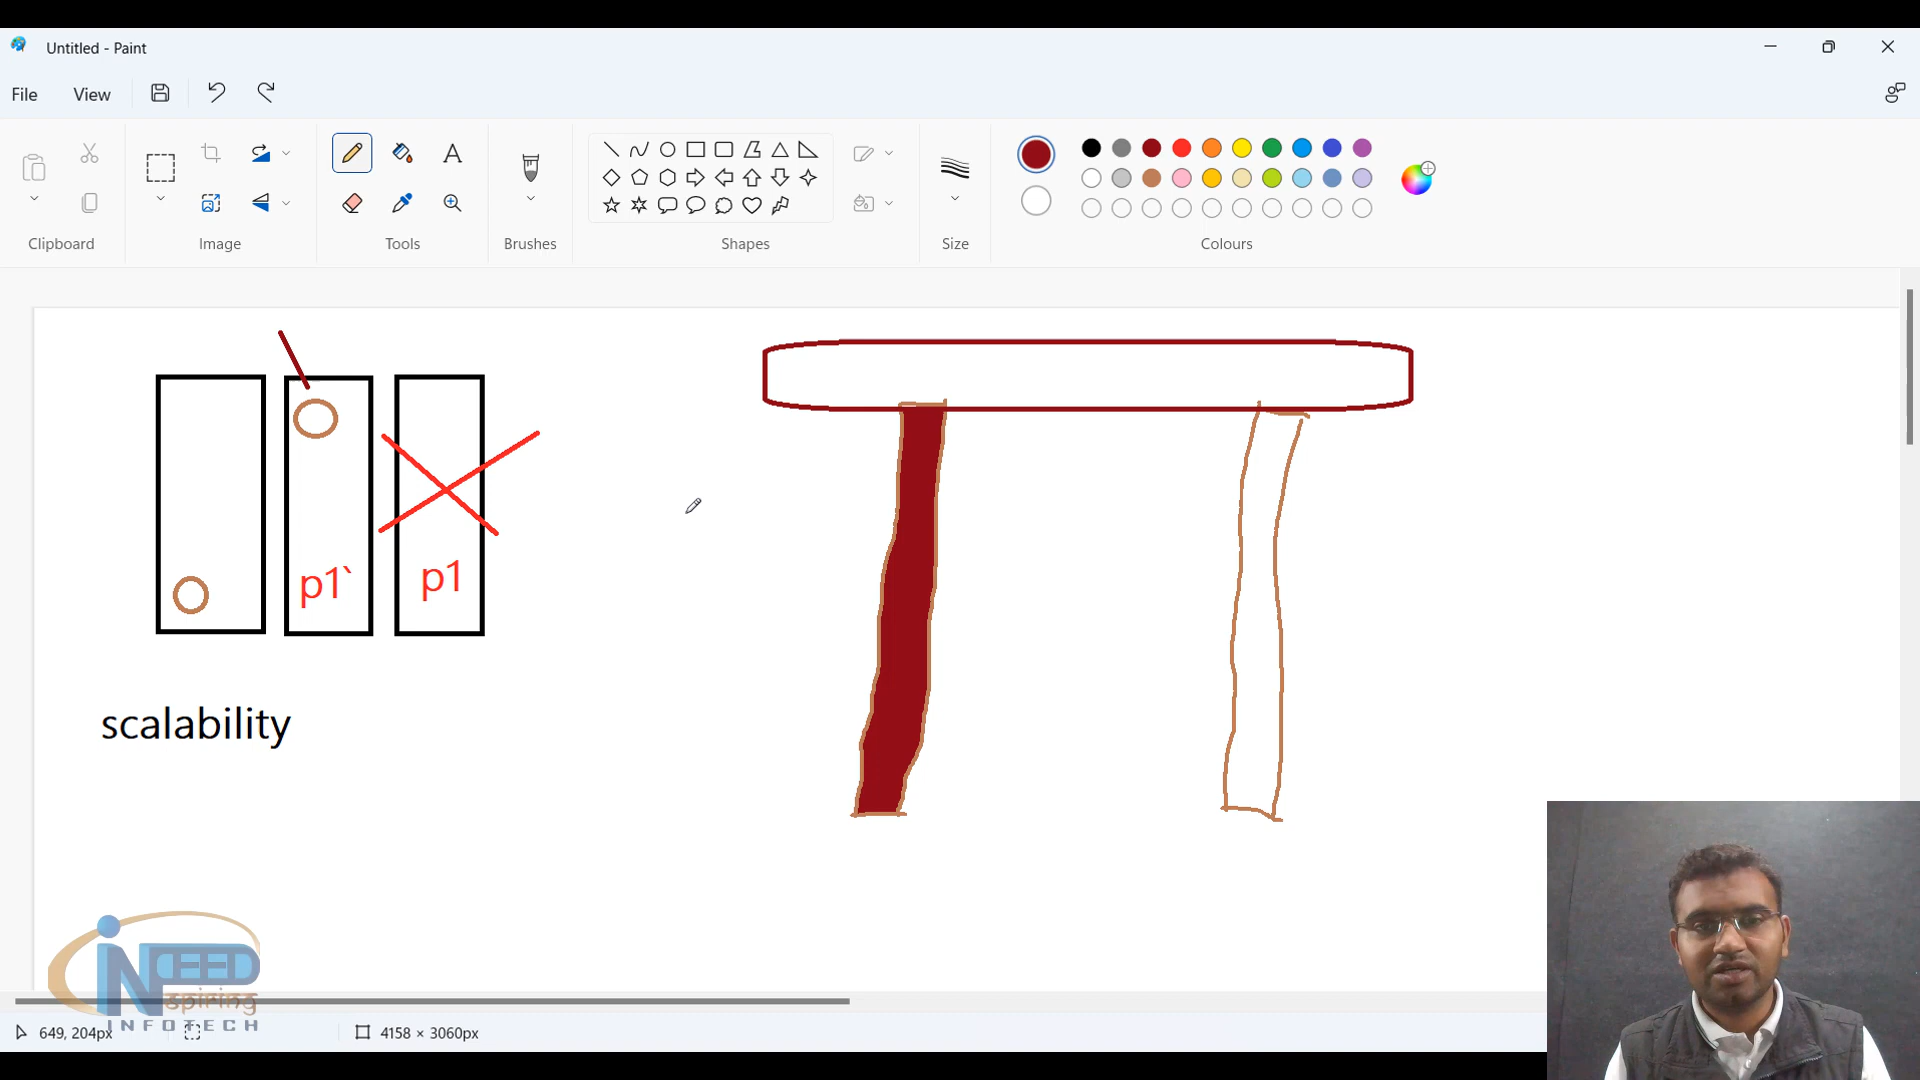 Untitled - Paint
File View
Clipboard Image Tools Brushes Shapes Size Colours
p1` p1
scalability
iNEED
nspiring
INFOTECH
649, 204px 4158 × 3060px